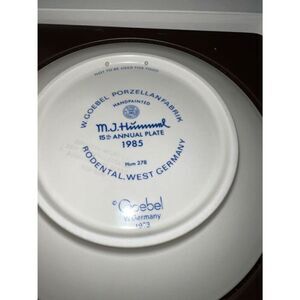 NOT TO BE USED FOR FOOD
W. GOEBEL PORZELLANFABRIK
HANDPAINTED
M.J. Hummel
15th ANNUAL PLATE
1985
Hum 278
RÖDENTAL, WEST GERMANY
© Goebel
W. Germany